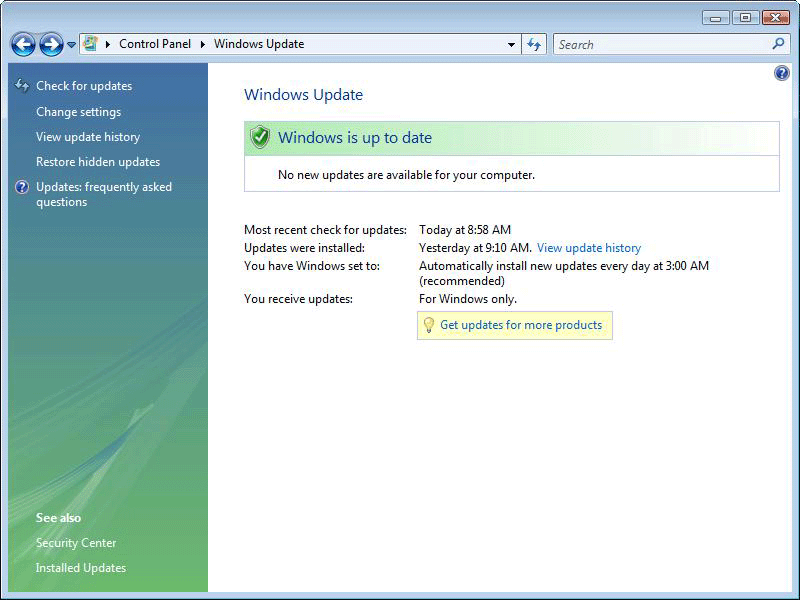 Control Panel Windows Update
Search
Check for updates
Change settings
View update history
Restore hidden updates
Updates: frequently asked
questions
See also
Security Center
Installed Updates
Windows Update
Windows is up to date
No new updates are available for your computer.
Most recent check for updates: Today at 8:58 AM
Updates were installed: Yesterday at 9:10 AM. View update history
You have Windows set to: Automatically install new updates every day at 3:00 AM
(recommended)
You receive updates: For Windows only.
Get updates for more products